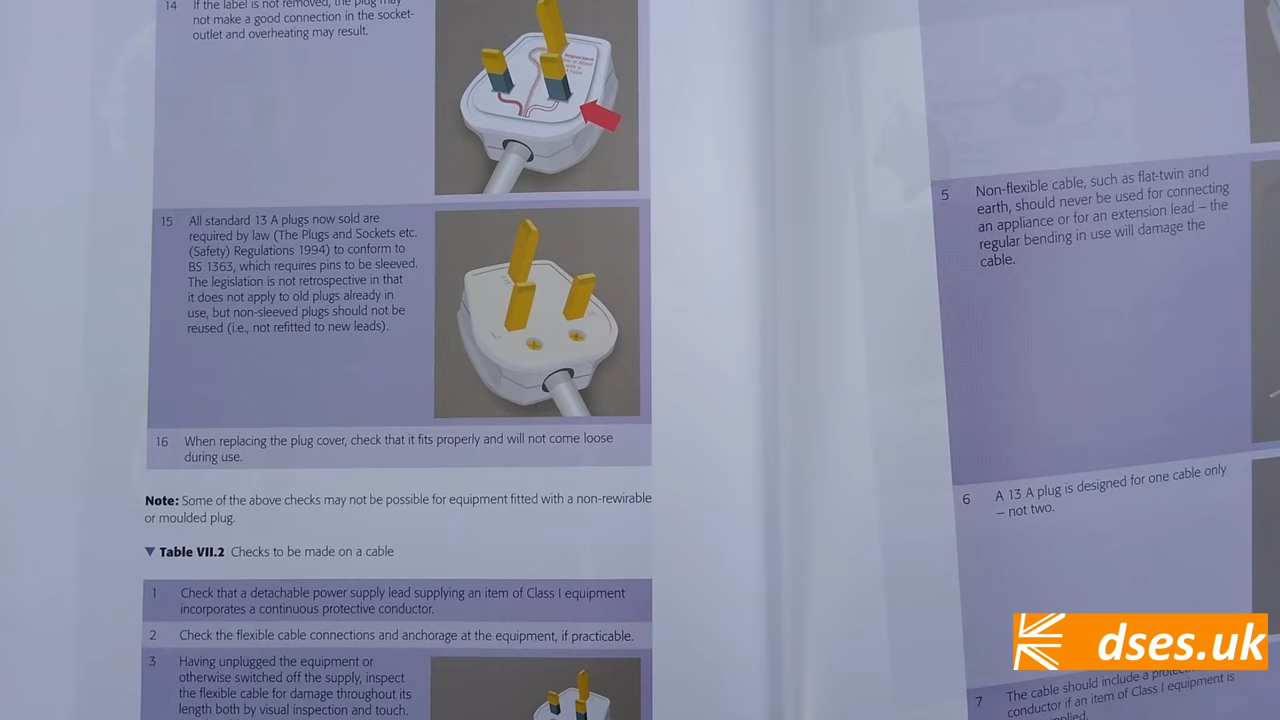 14 If the label is not removed, the plug may
not make a good connection in the socket-
outlet and overheating may result.
15 All standard 13 A plugs now sold are
required by law (The Plugs and Sockets etc.
(Safety) Regulations 1994) to conform to
BS 1363, which requires pins to be sleeved.
The legislation is not retrospective in that
it does not apply to old plugs already in
use, but non-sleeved plugs should not be
reused (i.e., not refitted to new leads).
16 When replacing the plug cover, check that it fits properly and will not come loose
during use.
Note: Some of the above checks may not be possible for equipment fitted with a non-rewirable
or moulded plug.
Table VII.2 Checks to be made on a cable
1 Check that a detachable power supply lead supplying an item of Class I equipment
incorporates a continuous protective conductor.
2 Check the flexible cable connections and anchorage at the equipment, if practicable.
3 Having unplugged the equipment or
otherwise switched off the supply, inspect
the flexible cable for damage throughout its
length both by visual inspection and touch.
5 Non-flexible cable, such as flat-twin and
earth, should never be used for connecting
an appliance or for an extension lead – the
regular bending in use will damage the
cable.
6 A 13 A plug is designed for one cable only
– not two.
7 The cable should include a
conductor if an item of Class I equipment is
dses.uk